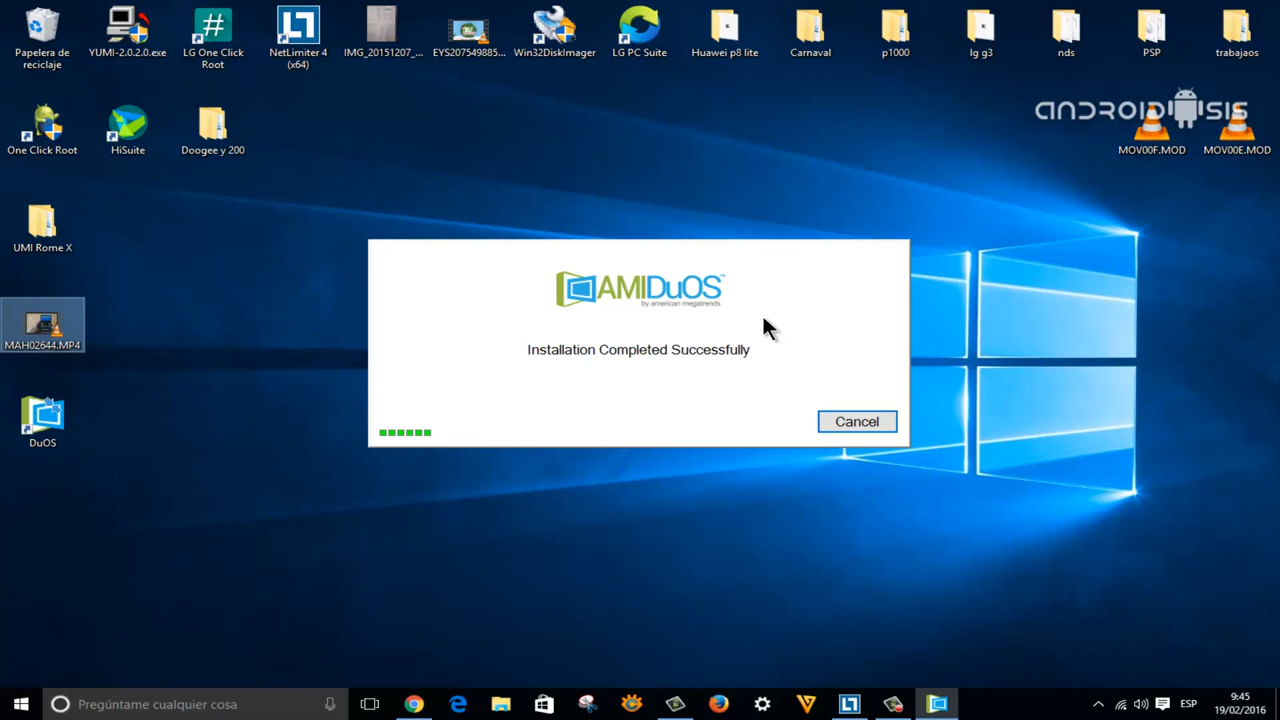 Papelera de
reciclaje
YUMI-2.0.2.0.exe
LG One Click
Root
NetLimiter 4
(x64)
IMG_20151207_...
EYS207549885...
Win32DiskImager
LG PC Suite
Huawei p8 lite
Carnaval
p1000
lg g3
nds
PSP
trabajaos
ANDROIDSIS
One Click Root
HiSuite
Doogee y 200
MOV00F.MOD
MOV00E.MOD
UMI Rome X
MAH02644.MP4
DuOS
AMIDuOS™
by american megatrends
Installation Completed Successfully
Cancel
Pregúntame cualquier cosa
ESP
9:45
19/02/2016